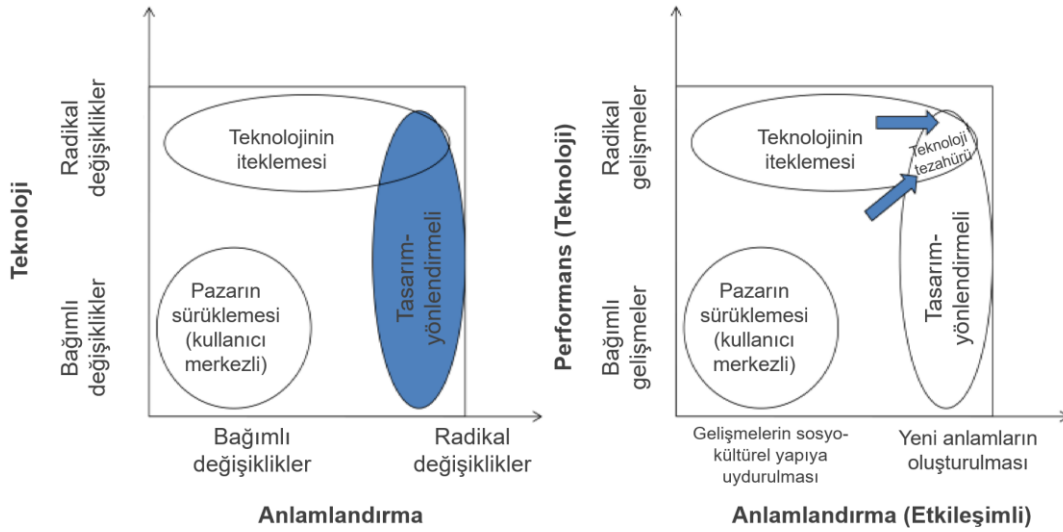 Teknoloji
Radikal
değişiklikler
Bağımlı
değişiklikler
Teknolojinin
iteklemesi
Pazarın
sürüklemesi
(kullanıcı
merkezli)
Tasarım-
yönlendirmeli
Bağımlı
değişiklikler
Radikal
değişiklikler
Anlamlandırma
Performans (Teknoloji)
Radikal
gelişmeler
Bağımlı
gelişmeler
Teknolojinin
iteklemesi
Teknoloji
tezahürü
Pazarın
sürüklemesi
(kullanıcı
merkezli)
Tasarım-
yönlendirmeli
Gelişmelerin sosyo-
kültürel yapıya
uydurulması
Yeni anlamların
oluşturulması
Anlamlandırma (Etkileşimli)